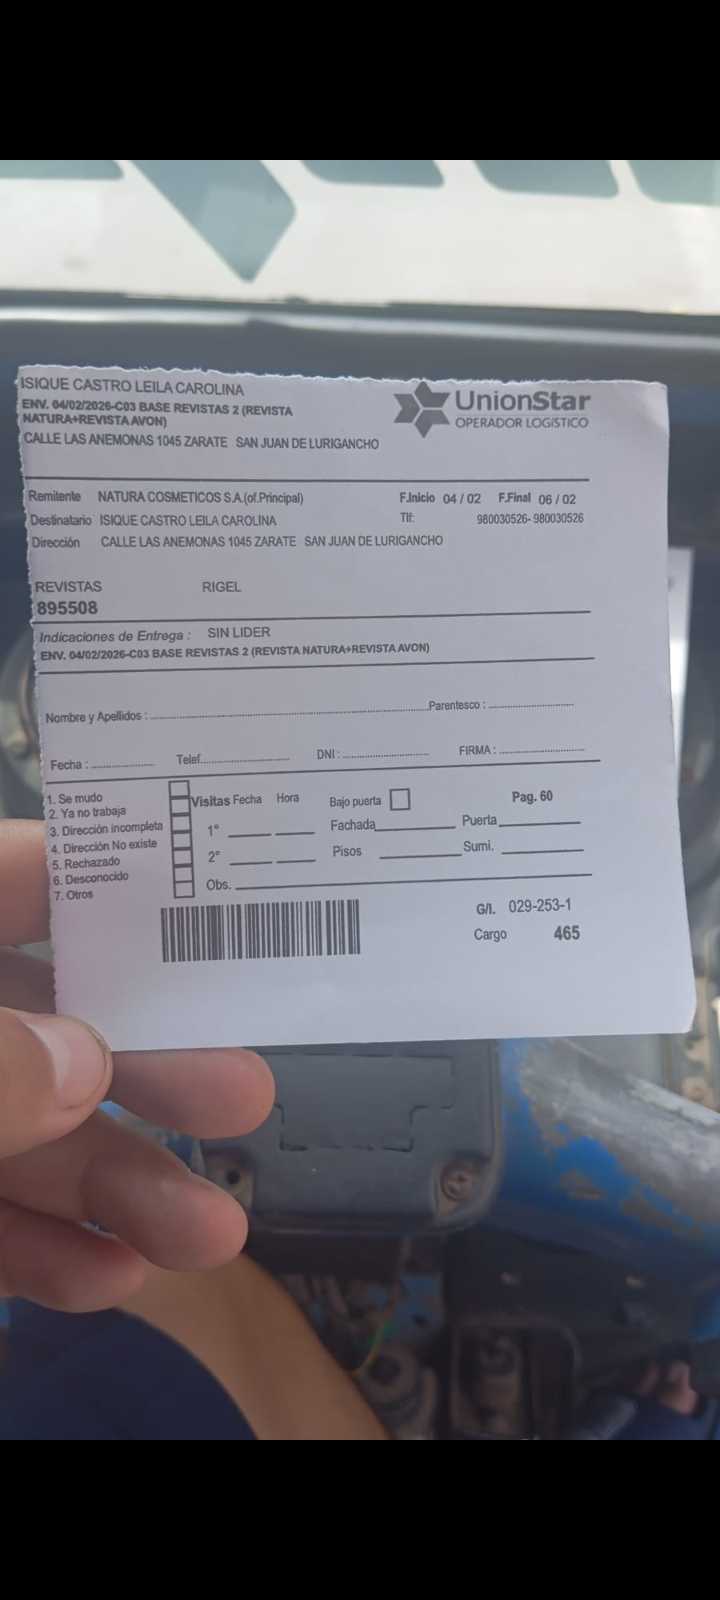 ISIQUE CASTRO LEILA CAROLINA
ENV. 04/02/2026-C03 BASE REVISTAS 2 (REVISTA
NATURA+REVISTA AVON)
CALLE LAS ANEMONAS 1045 ZARATE SAN JUAN DE LURIGANCHO
UnionStar
OPERADOR LOGISTICO
Remitente NATURA COSMETICOS S.A.(of.Principal) F.Inicio 04 / 02 F.Final 06 / 02
Destinatario ISIQUE CASTRO LEILA CAROLINA Tlf: 980030526- 980030526
Dirección CALLE LAS ANEMONAS 1045 ZARATE SAN JUAN DE LURIGANCHO
REVISTAS RIGEL
895508
Indicaciones de Entrega : SIN LIDER
ENV. 04/02/2026-C03 BASE REVISTAS 2 (REVISTA NATURA+REVISTA AVON)
Nombre y Apellidos : Parentesco :
Fecha : Telef. DNI : FIRMA :
1. Se mudo
2. Ya no trabaja
3. Dirección incompleta
4. Dirección No existe
5. Rechazado
6. Desconocido
7. Otros
Visitas Fecha Hora Bajo puerta Pag. 60
1° Fachada Puerta
2° Pisos Sumi.
Obs.
G/l. 029-253-1
Cargo 465